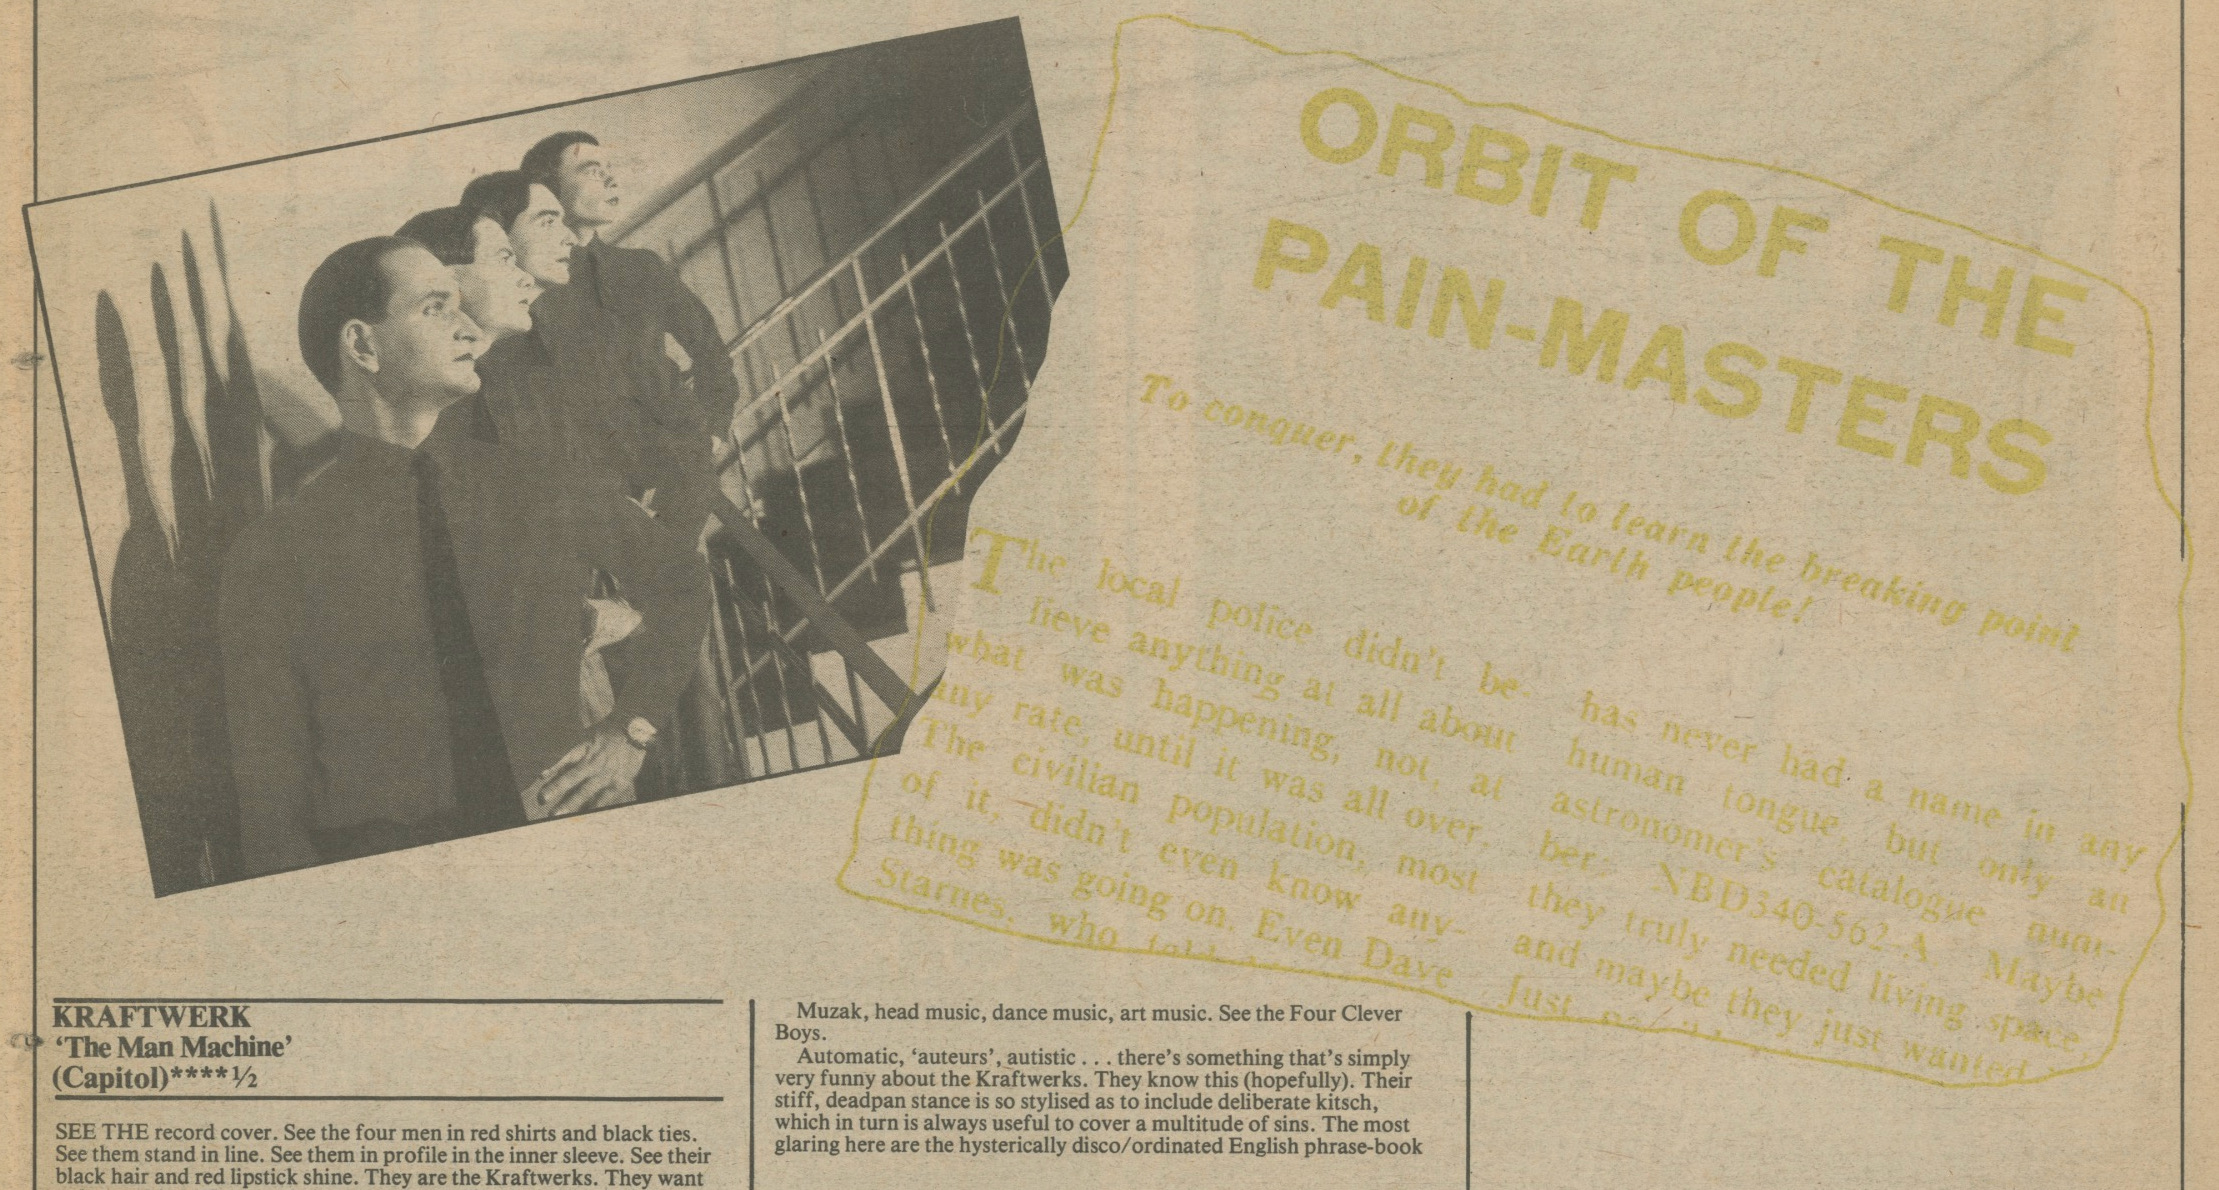 ORBIT OF THE
PAIN-MASTERS
To conquer, they had to learn the breaking point
of the Earth people!
The local police didn't be-
lieve anything at all about
what was happening, not, at
any rate, until it was all over.
The civilian population, most
of it, didn't even know any-
thing was going on. Even Dave
Starnes, who told
has never had a name in any
human tongue, but only an
astronomer's catalogue num-
ber, NBD340-562-A. Maybe
they truly needed living space,
and maybe they just wanted
Just
KRAFTWERK
‘The Man Machine’
(Capitol)****½
SEE THE record cover. See the four men in red shirts and black ties.
See them stand in line. See them in profile in the inner sleeve. See their
black hair and red lipstick shine. They are the Kraftwerks. They want
Muzak, head music, dance music, art music. See the Four Clever
Boys.
Automatic, ‘auteurs’, autistic . . . there's something that's simply
very funny about the Kraftwerks. They know this (hopefully). Their
stiff, deadpan stance is so stylised as to include deliberate kitsch,
which in turn is always useful to cover a multitude of sins. The most
glaring here are the hysterically disco/ordinated English phrase-book